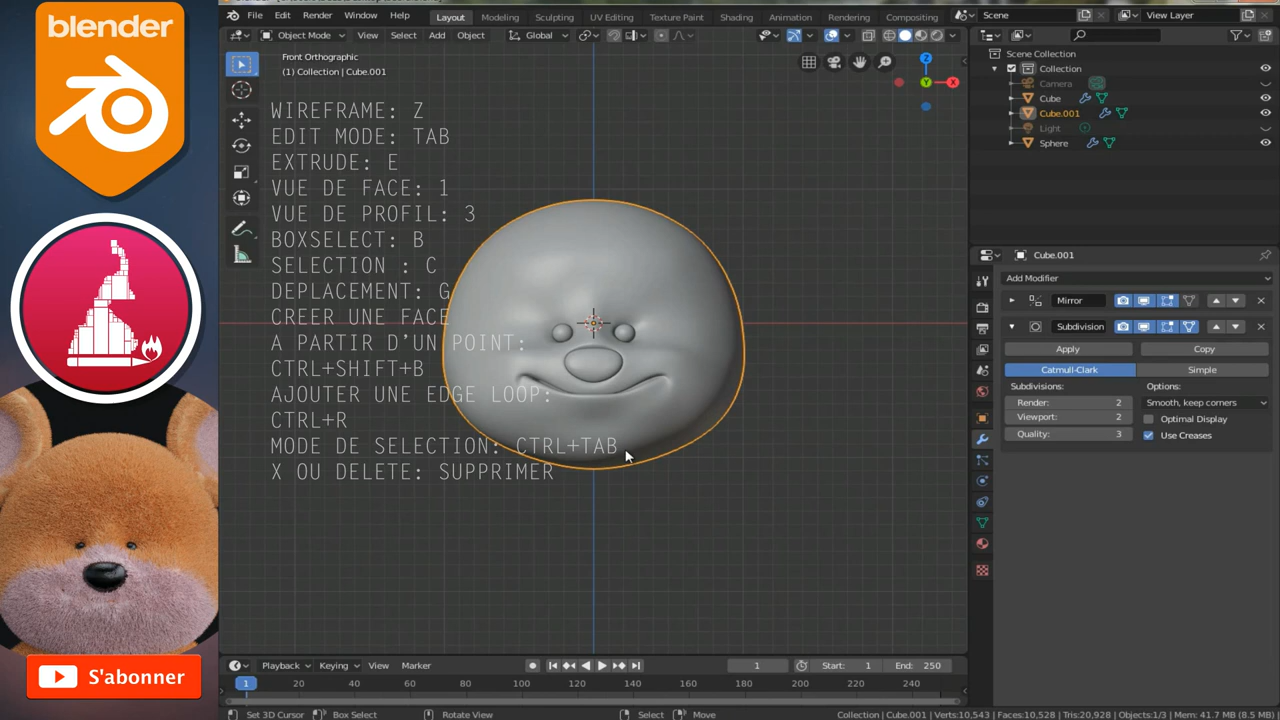 blender
S'abonner
File Edit Render Window Help
Layout Modeling Sculpting UV Editing Texture Paint Shading Animation Rendering Compositing
Scene
View Layer
Object Mode View Select Add Object Global
Front Orthographic
(1) Collection | Cube.001
WIREFRAME: Z
EDIT MODE: TAB
EXTRUDE: E
VUE DE FACE: 1
VUE DE PROFIL: 3
BOXSELECT: B
SELECTION : C
DEPLACEMENT: G
CREER UNE FACE
A PARTIR D'UN POINT:
CTRL+SHIFT+B
AJOUTER UNE EDGE LOOP:
CTRL+R
MODE DE SELECTION: CTRL+TAB
X OU DELETE: SUPPRIMER
Z
X
Y
Scene Collection
Collection
Camera
Cube
Cube.001
Light
Sphere
Cube.001
Add Modifier
Mirror
Subdivision
Apply Copy
Catmull-Clark Simple
Subdivisions: Options:
Render: 2 Smooth, keep corners
Viewport: 2 Optimal Display
Quality: 3 Use Creases
Playback Keying View Marker 1 Start: 1 End: 250
1 20 40 60 80 100 120 140 160 180 200 220 240
Set 3D Cursor Box Select Rotate View Select Move
Collection | Cube.001 | Verts:10,543 | Faces:10,528 | Tris:20,928 | Objects:1/3 | Mem: 41.7 MB (8.5 MB)